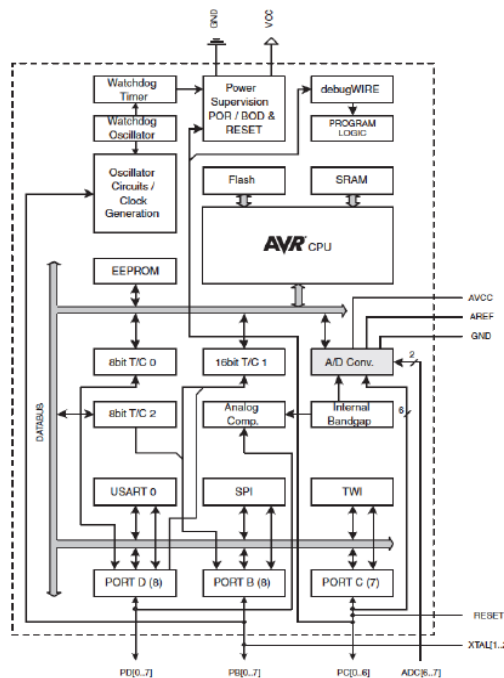 GND
VCC
Watchdog
Timer
Power
Supervision
POR / BOD &
RESET
debugWIRE
Watchdog
Oscillator
PROGRAM
LOGIC
Oscillator
Circuits /
Clock
Generation
Flash
SRAM
AVR CPU
EEPROM
AVCC
AREF
GND
8bit T/C 0
16bit T/C 1
A/D Conv.
2
DATABUS
8bit T/C 2
Analog
Comp.
Internal
Bandgap
6
USART 0
SPI
TWI
PORT D (8)
PORT B (8)
PORT C (7)
RESET
XTAL[1..
PD[0..7]
PB[0..7]
PC[0..6]
ADC[6..7]